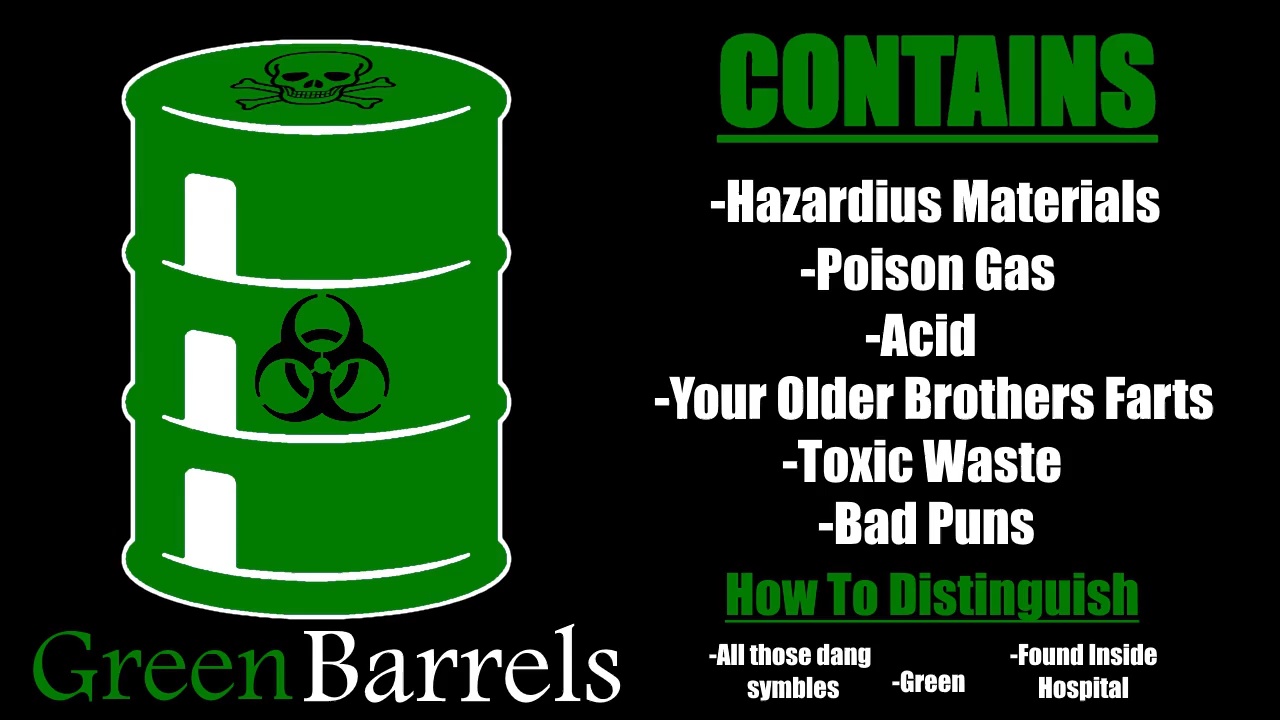 CONTAINS
-Hazardius Materials
-Poison Gas
-Acid
-Your Older Brothers Farts
-Toxic Waste
-Bad Puns
How To Distinguish
-All those dang
symbles
-Green
-Found Inside
Hospital
Green Barrels